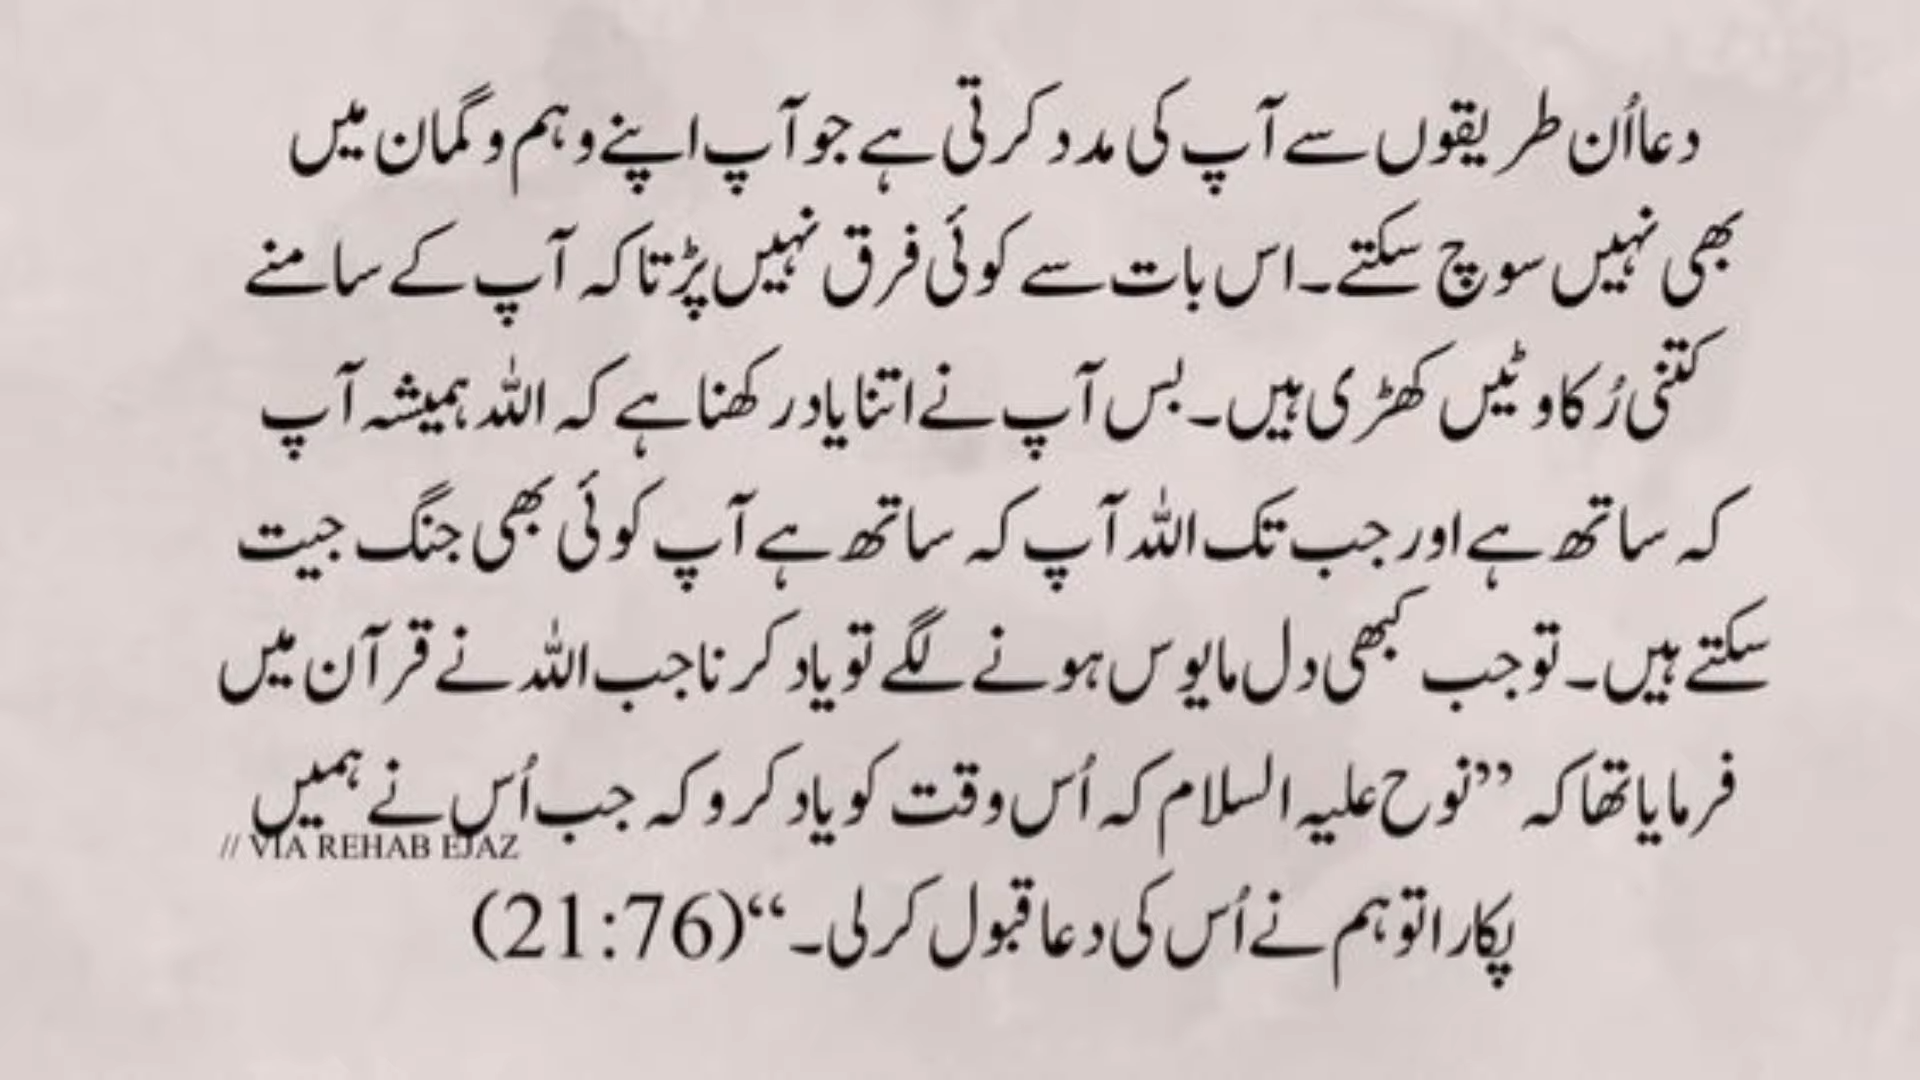 دعا اُن طریقوں سے آپ کی مدد کرتی ہے جو آپ اپنے وہم و گمان میں
بھی نہیں سوچ سکتے۔ اس بات سے کوئی فرق نہیں پڑتا کہ آپ کے سامنے
کتنی رُکاوٹیں کھڑی ہیں۔ بس آپ نے اتنا یاد رکھنا ہے کہ اللہ ہمیشہ آپ
کہ ساتھ ہے اور جب تک اللہ آپ کہ ساتھ ہے آپ کوئی بھی جنگ جیت
سکتے ہیں۔ تو جب کبھی دل مایوس ہونے لگے تو یاد کرنا جب اللہ نے قرآن میں
فرمایا تھا کہ ”نوح علیہ السلام کہ اُس وقت کو یاد کرو کہ جب اُس نے ہمیں
// VIA REHAB EJAZ
پکارا تو ہم نے اُس کی دعا قبول کر لی۔“ (21:76)